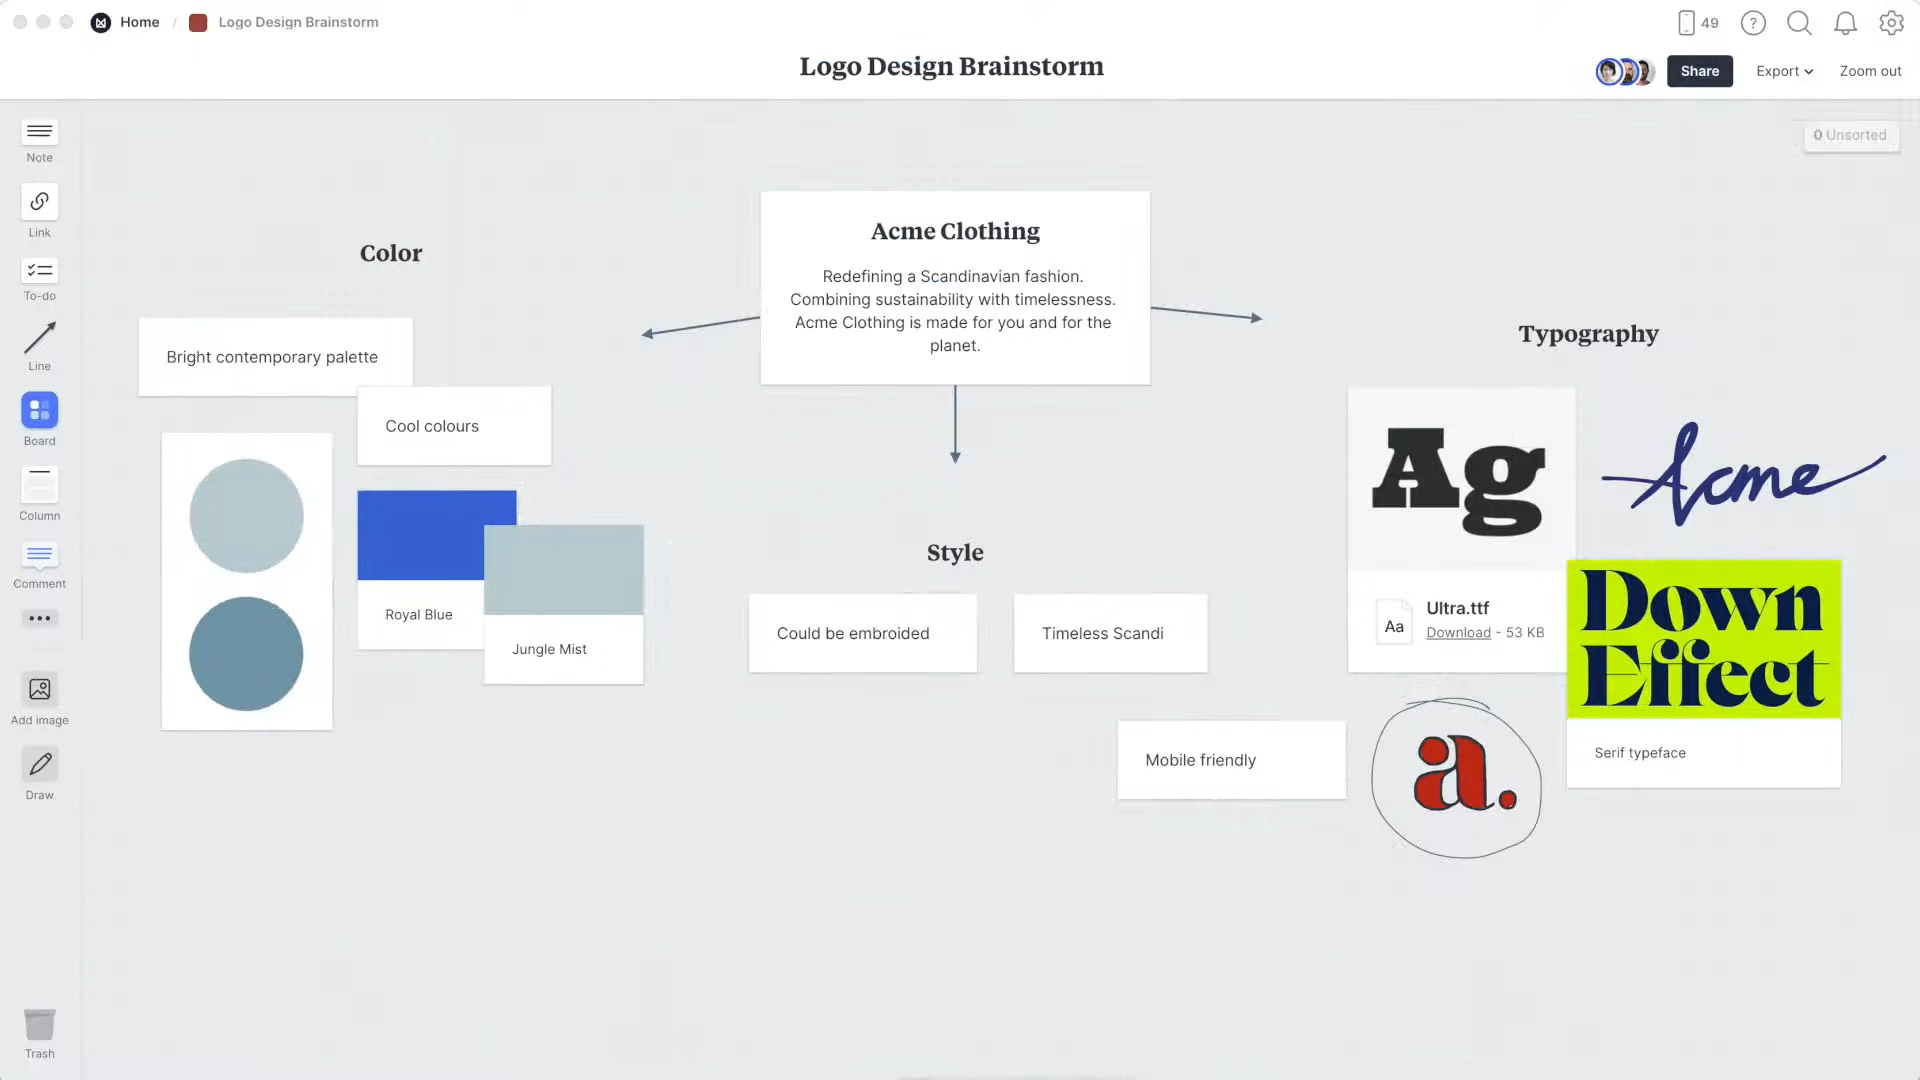 Home / Logo Design Brainstorm
49
Logo Design Brainstorm
Share
Export
Zoom out
0 Unsorted
Note
Link
To-do
Line
Board
Column
Comment
Add image
Draw
Trash
Acme Clothing
Redefining a Scandinavian fashion.
Combining sustainability with timelessness.
Acme Clothing is made for you and for the
planet.
Color
Bright contemporary palette
Cool colours
Royal Blue
Jungle Mist
Style
Could be embroided
Timeless Scandi
Mobile friendly
Typography
Ag
Aa
Ultra.ttf
Download - 53 KB
Acme
Down
Effect
Serif typeface
a.